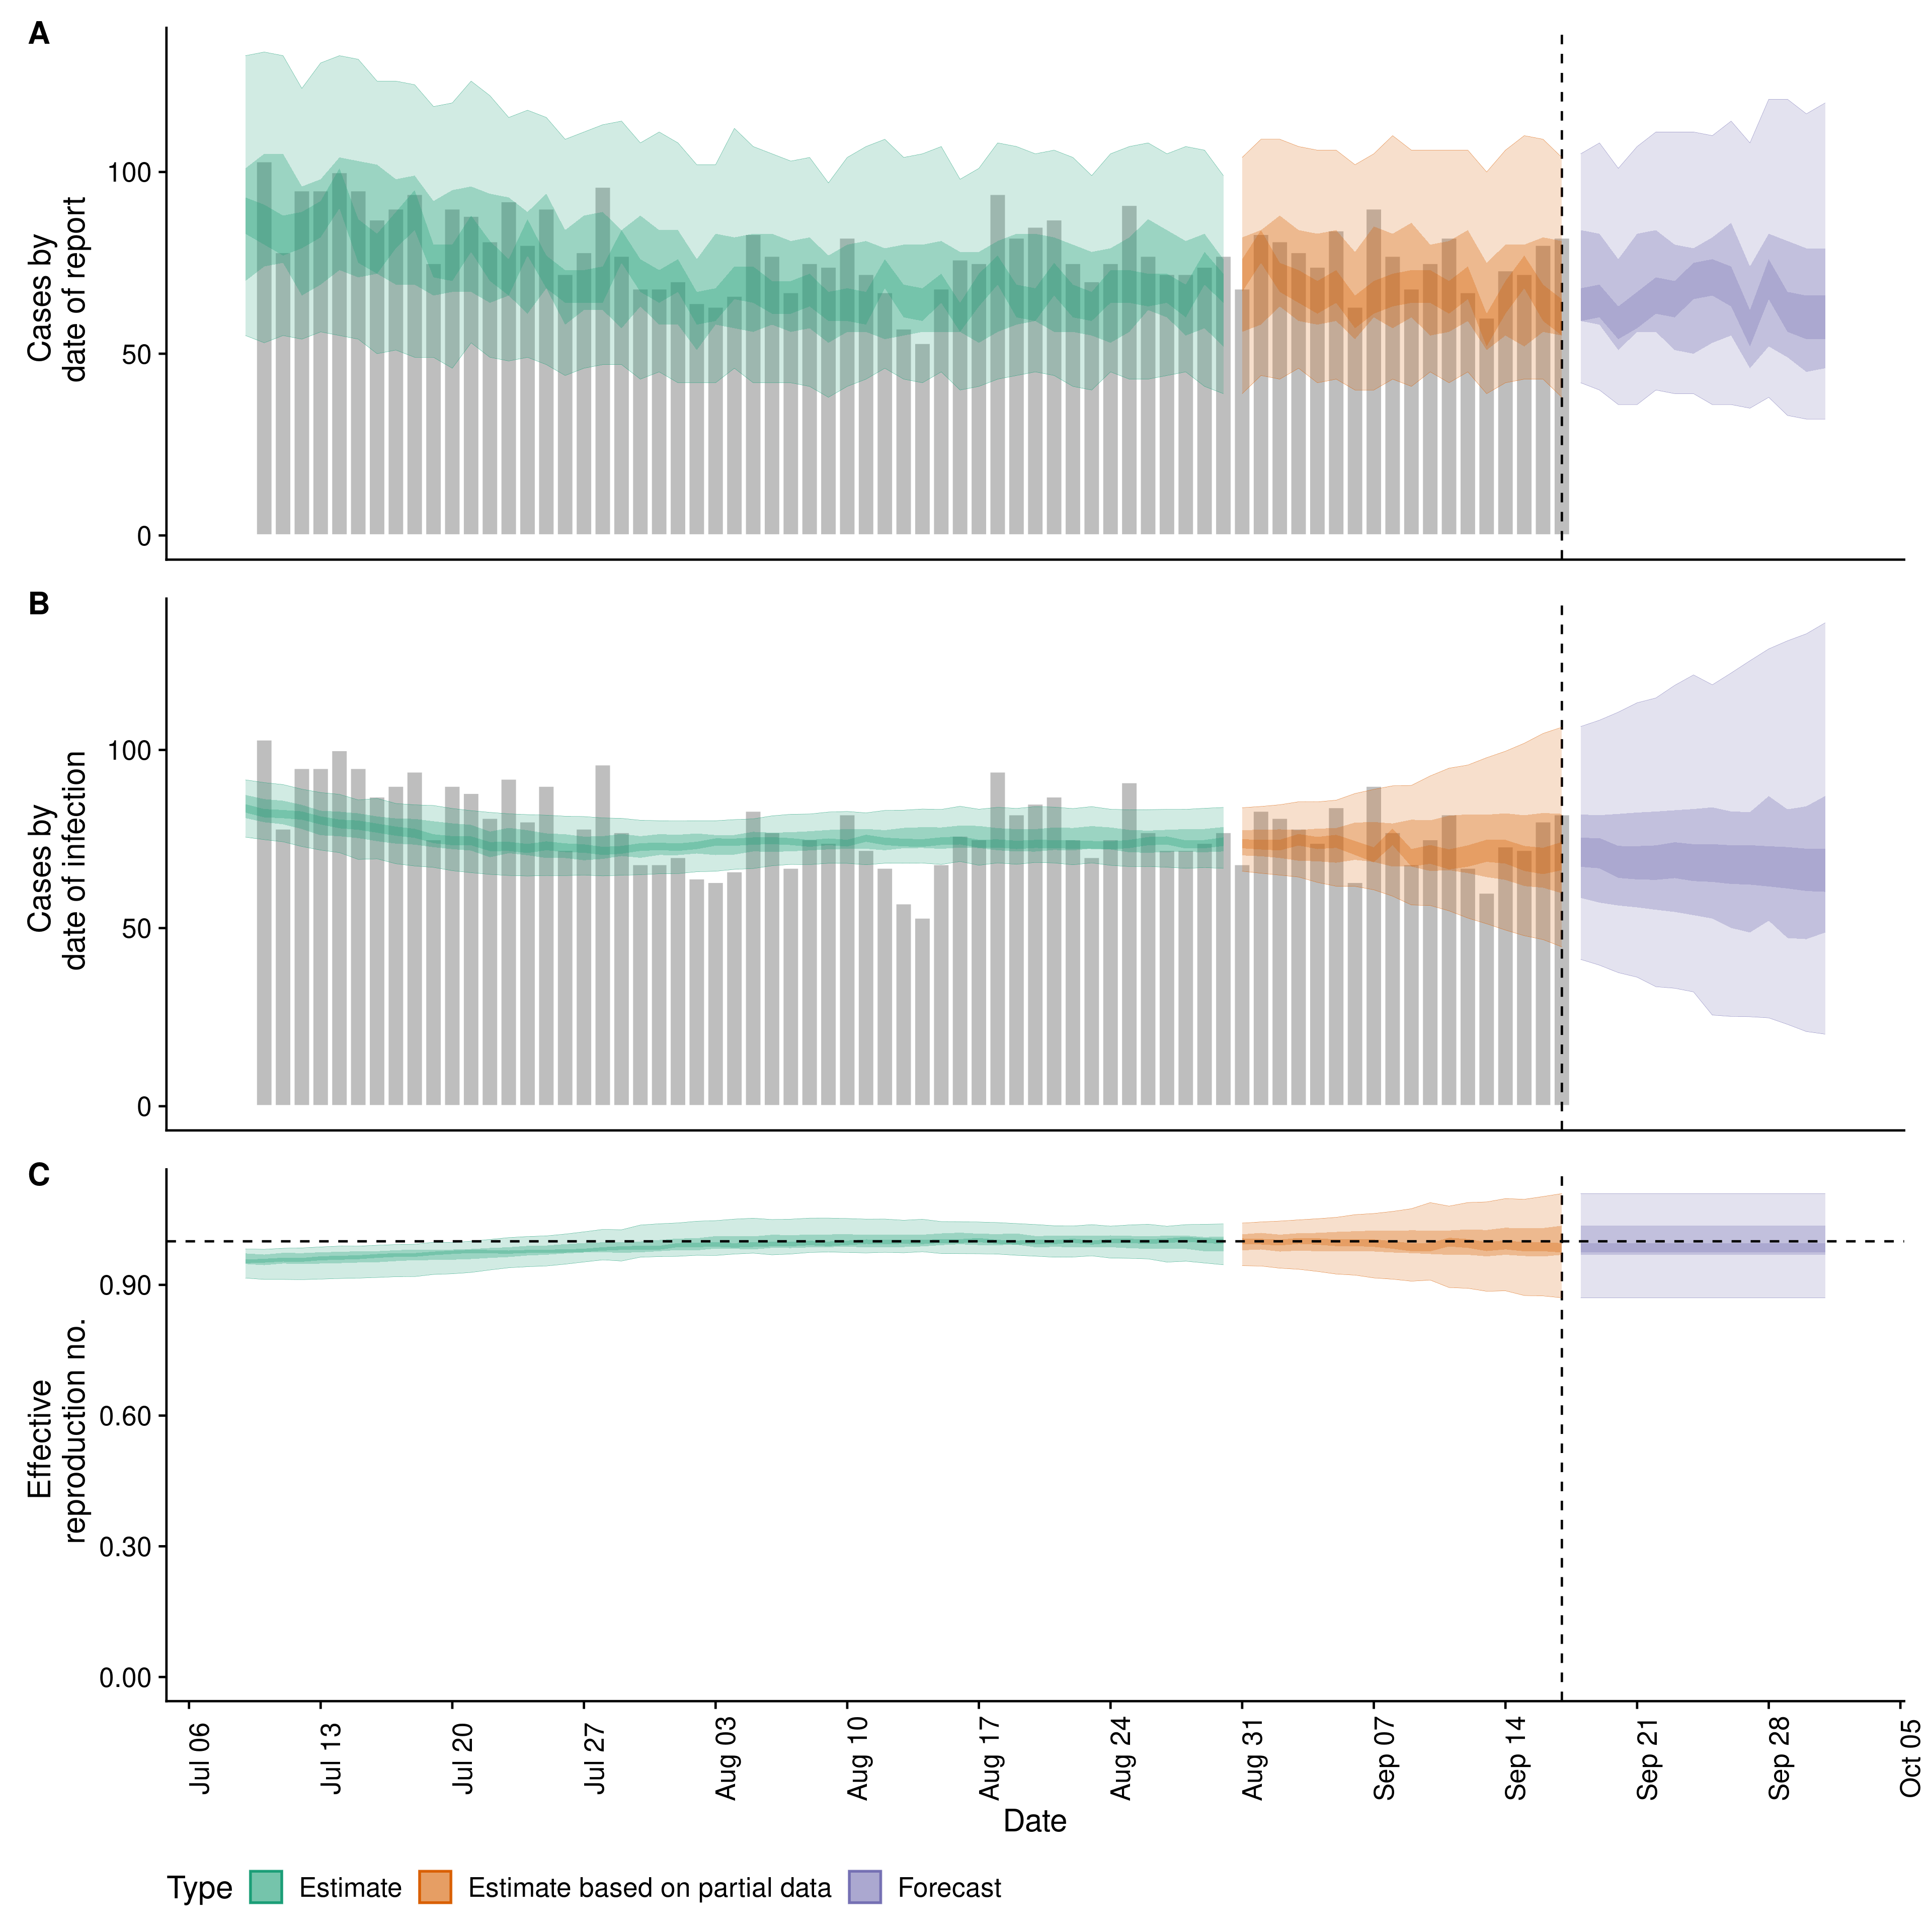 A
Cases by
date of report
100
50
0
B
Cases by
date of infection
100
50
0
C
Effective
reproduction no.
0.90
0.60
0.30
0.00
Jul 06
Jul 13
Jul 20
Jul 27
Aug 03
Aug 10
Aug 17
Aug 24
Aug 31
Sep 07
Sep 14
Sep 21
Sep 28
Oct 05
Date
Type Estimate Estimate based on partial data Forecast